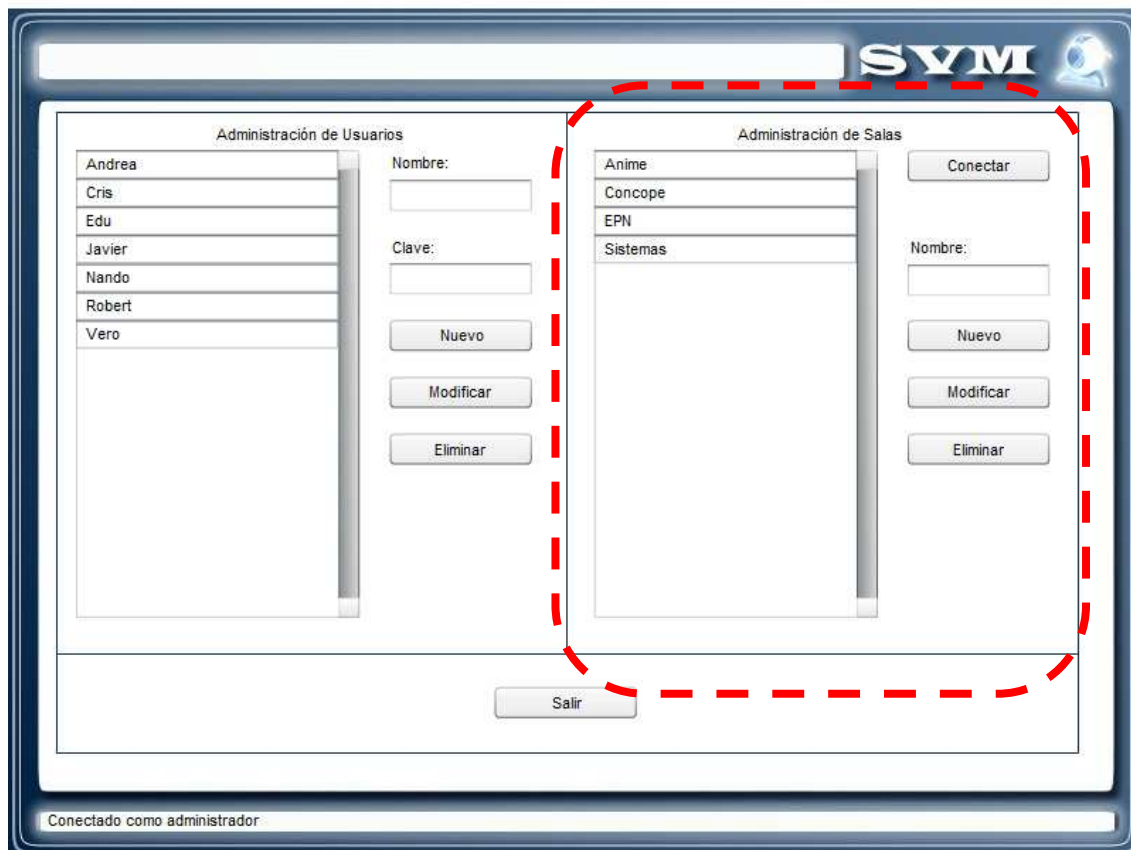 SVM
Administración de Usuarios
Andrea
Cris
Edu
Javier
Nando
Robert
Vero
Nombre:
Clave:
Nuevo
Modificar
Eliminar
Administración de Salas
Anime
Concope
EPN
Sistemas
Conectar
Nombre:
Nuevo
Modificar
Eliminar
Salir
Conectado como administrador